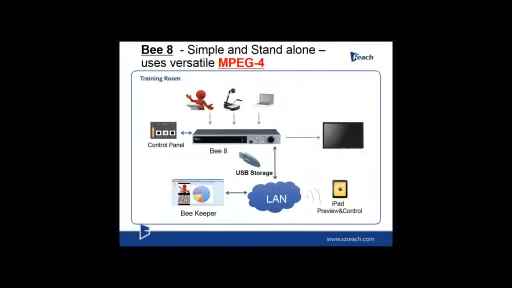 Bee 8 - Simple and Stand alone –
uses versatile MPEG-4
Reach
Training Room
Control Panel
Bee 8
USB Storage
Bee Keeper
LAN
iPad
Preview&Control
www.szreach.com